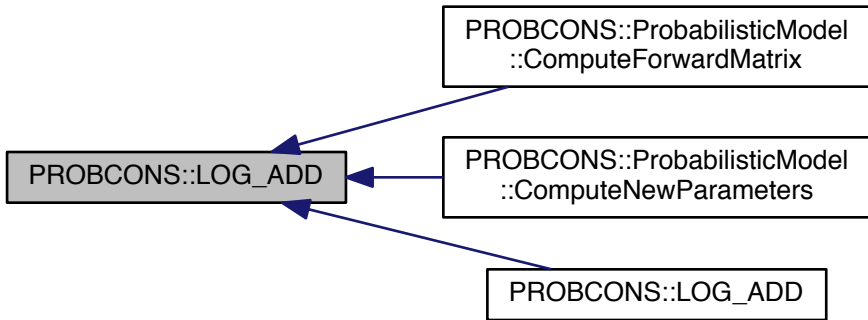 PROBCONS::ProbabilisticModel
::ComputeForwardMatrix
PROBCONS::LOG_ADD
PROBCONS::ProbabilisticModel
::ComputeNewParameters
PROBCONS::LOG_ADD